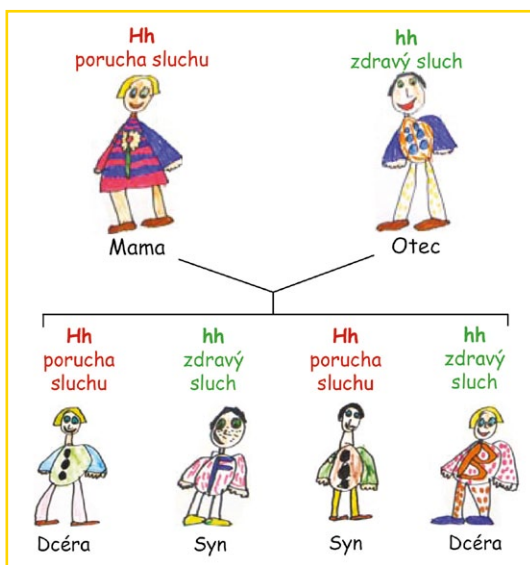 Hh
porucha sluchu
hh
zdravý sluch
Mama
Otec
Hh
porucha
sluchu
hh
zdravý
sluch
Hh
porucha
sluchu
hh
zdravý
sluch
Dcéra
Syn
Syn
Dcéra